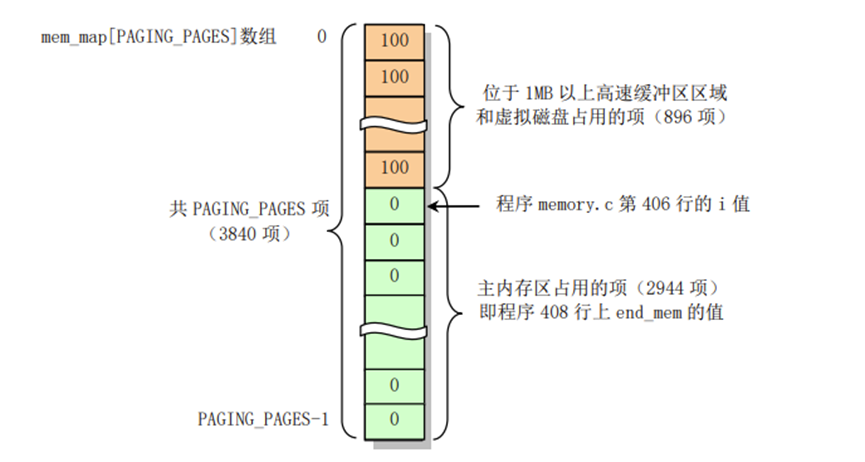 mem_map[PAGING_PAGES]数组 0
100
100
100
位于 1MB 以上高速缓冲区区域
和虚拟磁盘占用的项（896 项）
0
程序 memory.c 第 406 行的 i 值
共 PAGING_PAGES 项
（3840 项）
0
0
主内存区占用的项（2944 项）
即程序 408 行上 end_mem 的值
0
PAGING_PAGES-1
0